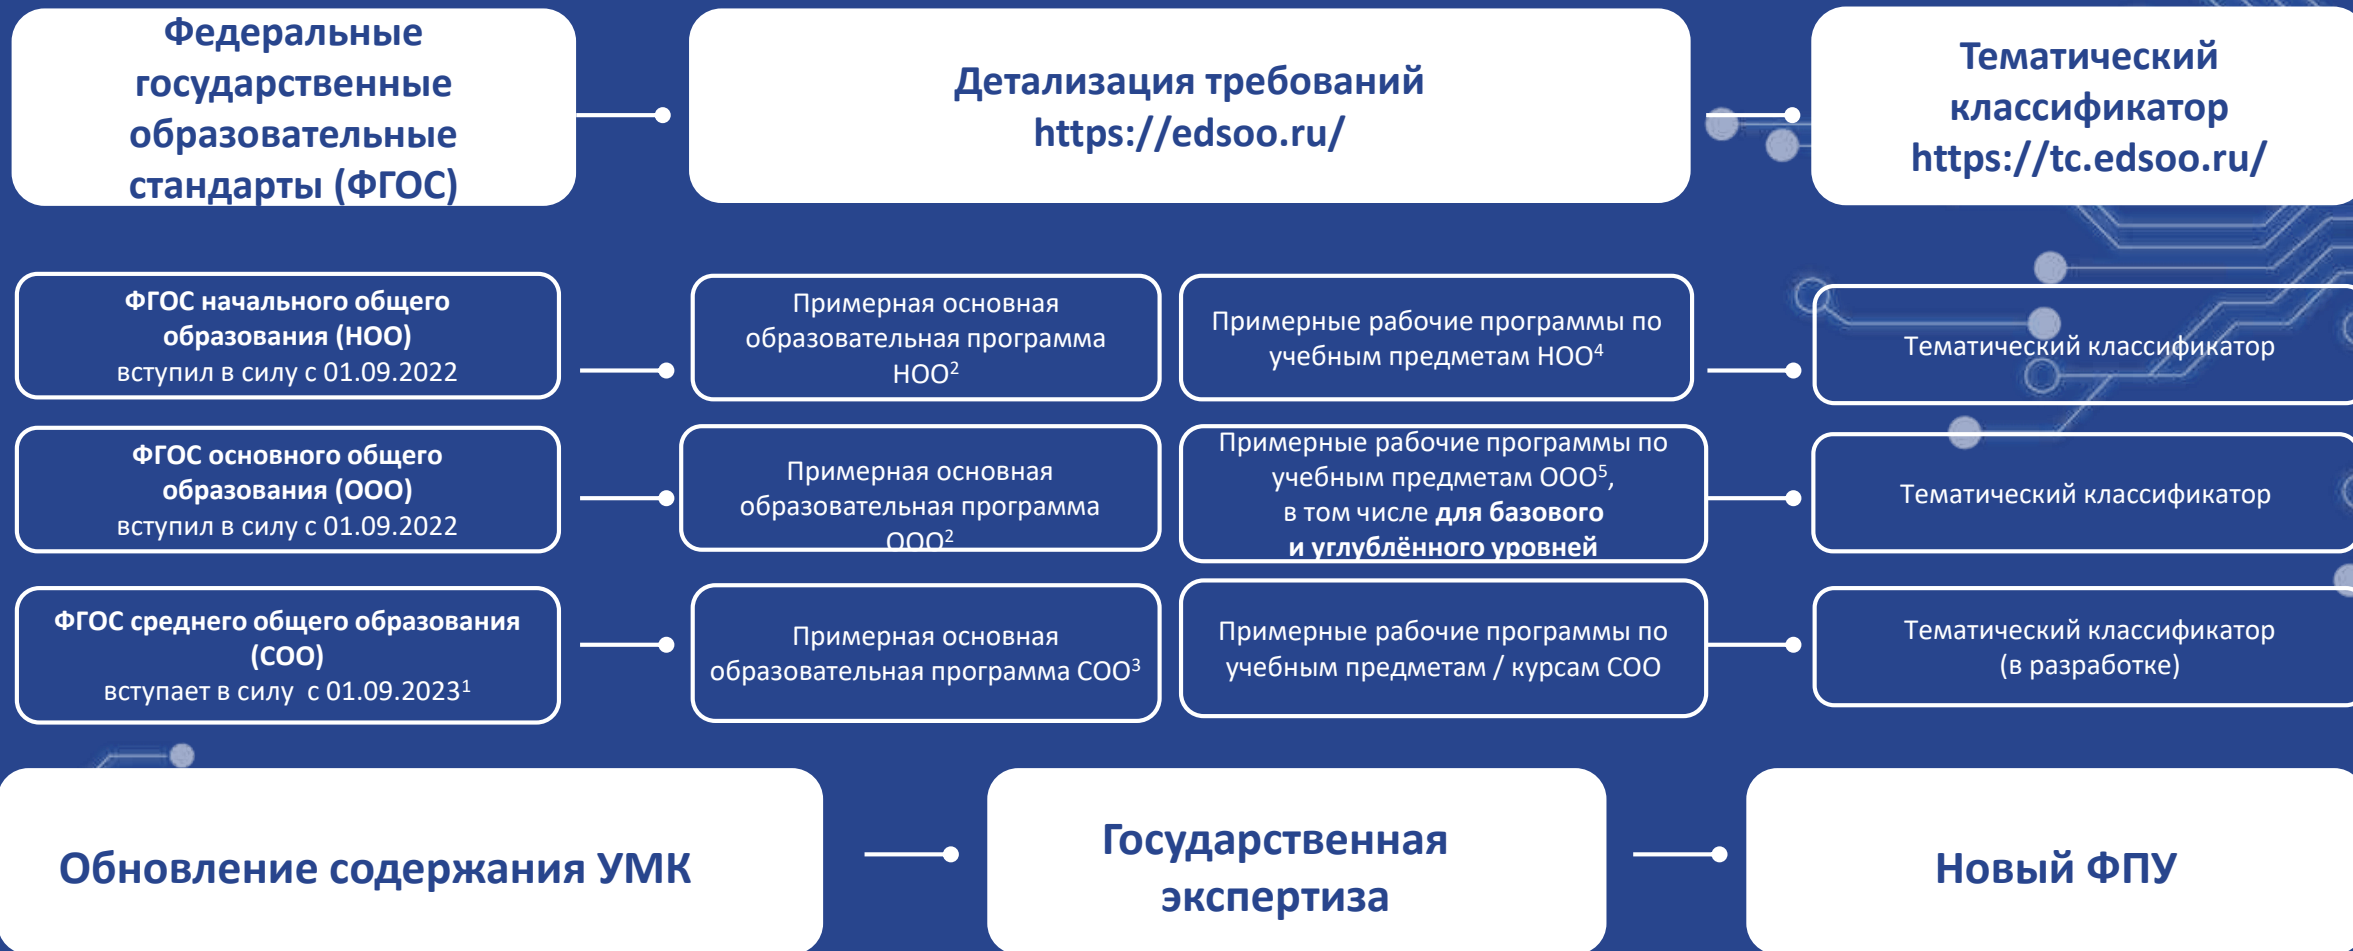 Федеральные
государственные
образовательные
стандарты (ФГОС)
Детализация требований
https://edsoo.ru/
Тематический
классификатор
https://tc.edsoo.ru/
ФГОС начального общего
образования (НОО)
вступил в силу с 01.09.2022
Примерная основная
образовательная программа
НОО²
Примерные рабочие программы по
учебным предметам НОО⁴
Тематический классификатор
ФГОС основного общего
образования (ООО)
вступил в силу с 01.09.2022
Примерная основная
образовательная программа
ООО²
Примерные рабочие программы по
учебным предметам ООО⁵,
в том числе для базового
и углублённого уровней
Тематический классификатор
ФГОС среднего общего образования
(СОО)
вступает в силу с 01.09.2023¹
Примерная основная
образовательная программа СОО³
Примерные рабочие программы по
учебным предметам / курсам СОО
Тематический классификатор
(в разработке)
Обновление содержания УМК
Государственная
экспертиза
Новый ФПУ